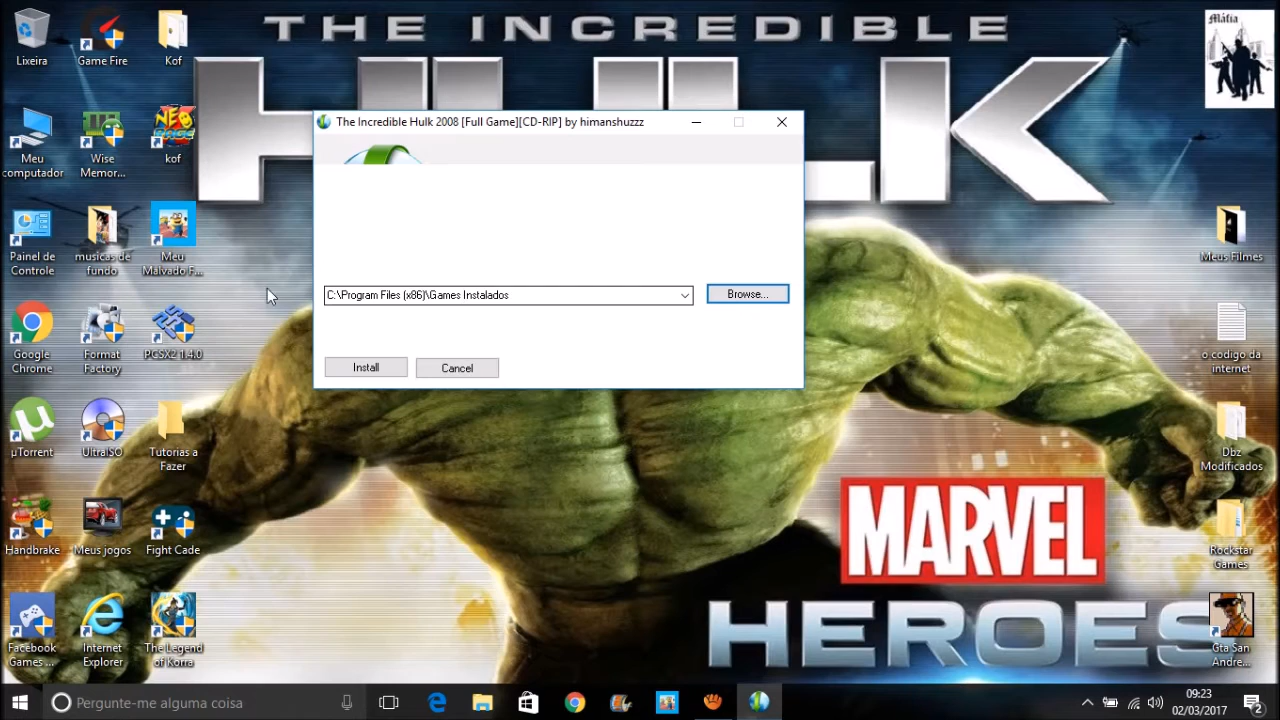 THE INCREDIBLE
HULK
Lixeira
Game Fire
Kof
Máfia
Meu
computador
Wise
Memor...
NEO
kof
The Incredible Hulk 2008 [Full Game][CD-RIP] by himanshuzzz
Painel de
Controle
musicas de
fundo
Meu
Malvado F...
Meus Filmes
C:\Program Files (x86)\Games Instalados
Browse...
Google
Chrome
Format
Factory
PCSX2 1.4.0
o codigo da
internet
Install
Cancel
µTorrent
UltraISO
Tutorias a
Fazer
Dbz
Modificados
MARVEL
HEROES
Handbrake
Meus jogos
Fight Cade
Rockstar
Games
Facebook
Games ...
Internet
Explorer
The Legend
of Korra
Gta San
Andre...
Pergunte-me alguma coisa
09:23
02/03/2017
2